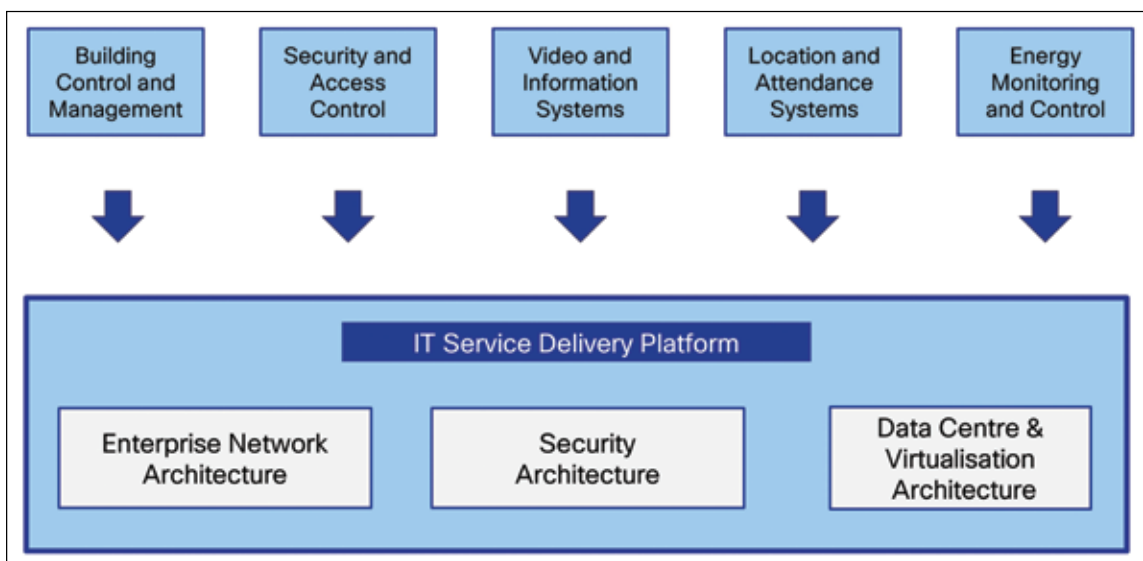 Building
Control and
Management
Security and
Access
Control
Video and
Information
Systems
Location and
Attendance
Systems
Energy
Monitoring
and Control
IT Service Delivery Platform
Enterprise Network
Architecture
Security
Architecture
Data Centre &
Virtualisation
Architecture